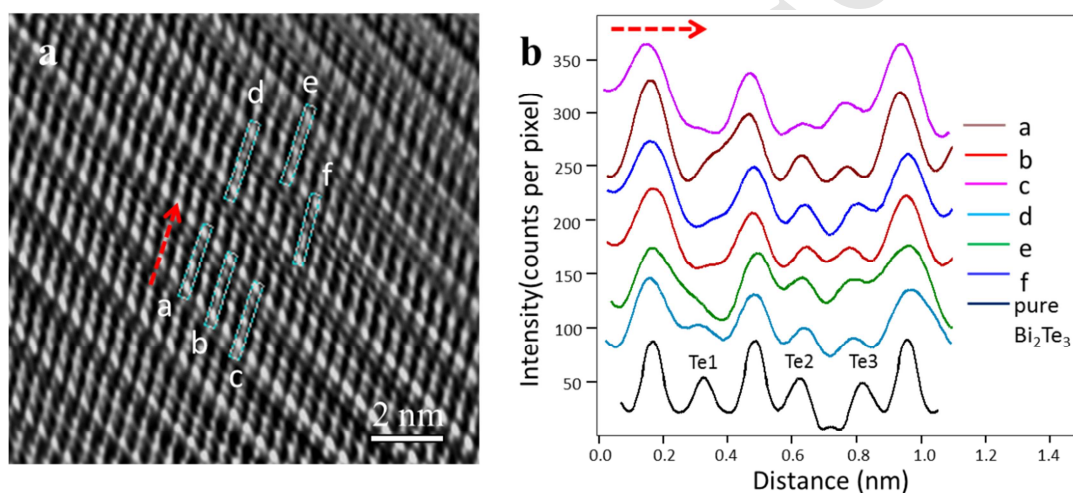 a
d
e
f
a
b
c
2 nm
b
Intensity(counts per pixel)
350
300
250
200
150
100
50
Te1
Te2
Te3
0.0
0.2
0.4
0.6
0.8
1.0
1.2
1.4
Distance (nm)
a
b
c
d
e
f
pure
Bi₂Te₃